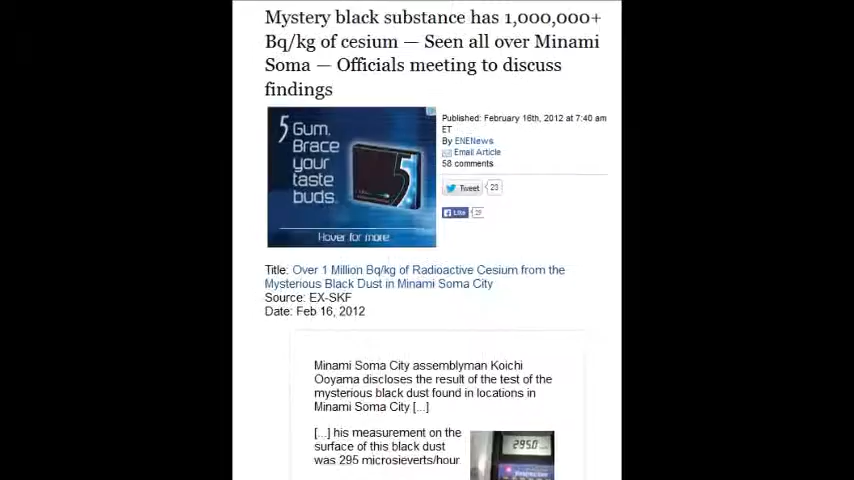 Mystery black substance has 1,000,000+
Bq/kg of cesium — Seen all over Minami
Soma — Officials meeting to discuss
findings
5 Gum.
Brace
your
taste
buds.
5
Hover for more
Published: February 16th, 2012 at 7:40 am
ET
By ENENews
Email Article
58 comments
Tweet 23
Like
Title: Over 1 Million Bq/kg of Radioactive Cesium from the
Mysterious Black Dust in Minami Soma City
Source: EX-SKF
Date: Feb 16, 2012
Minami Soma City assemblyman Koichi
Ooyama discloses the result of the test of the
mysterious black dust found in locations in
Minami Soma City [...]
[...] his measurement on the
surface of this black dust
was 295 microsieverts/hour
295.0